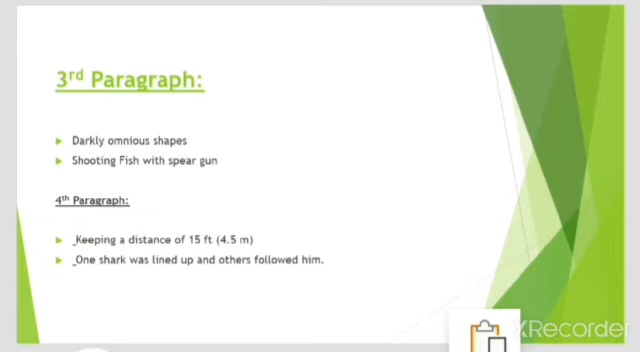 3rd Paragraph:
Darkly omnious shapes
Shooting Fish with spear gun
4th Paragraph:
_Keeping a distance of 15 ft (4.5 m)
_One shark was lined up and others followed him.
XRecorder